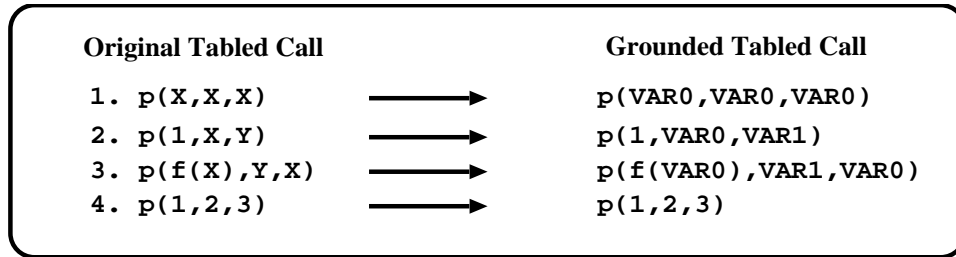 Original Tabled Call Grounded Tabled Call
1. p(X,X,X) p(VAR0,VAR0,VAR0)
2. p(1,X,Y) p(1,VAR0,VAR1)
3. p(f(X),Y,X) p(f(VAR0),VAR1,VAR0)
4. p(1,2,3) p(1,2,3)